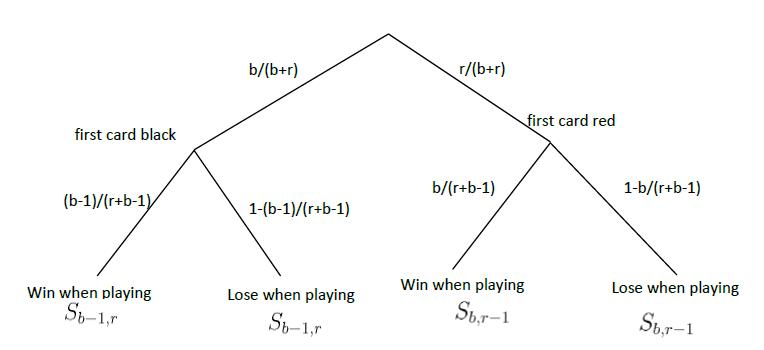 b/(b+r)
r/(b+r)
first card black
first card red
(b-1)/(r+b-1)
1-(b-1)/(r+b-1)
b/(r+b-1)
1-b/(r+b-1)
Win when playing
S_{b-1,r}
Lose when playing
S_{b-1,r}
Win when playing
S_{b,r-1}
Lose when playing
S_{b,r-1}